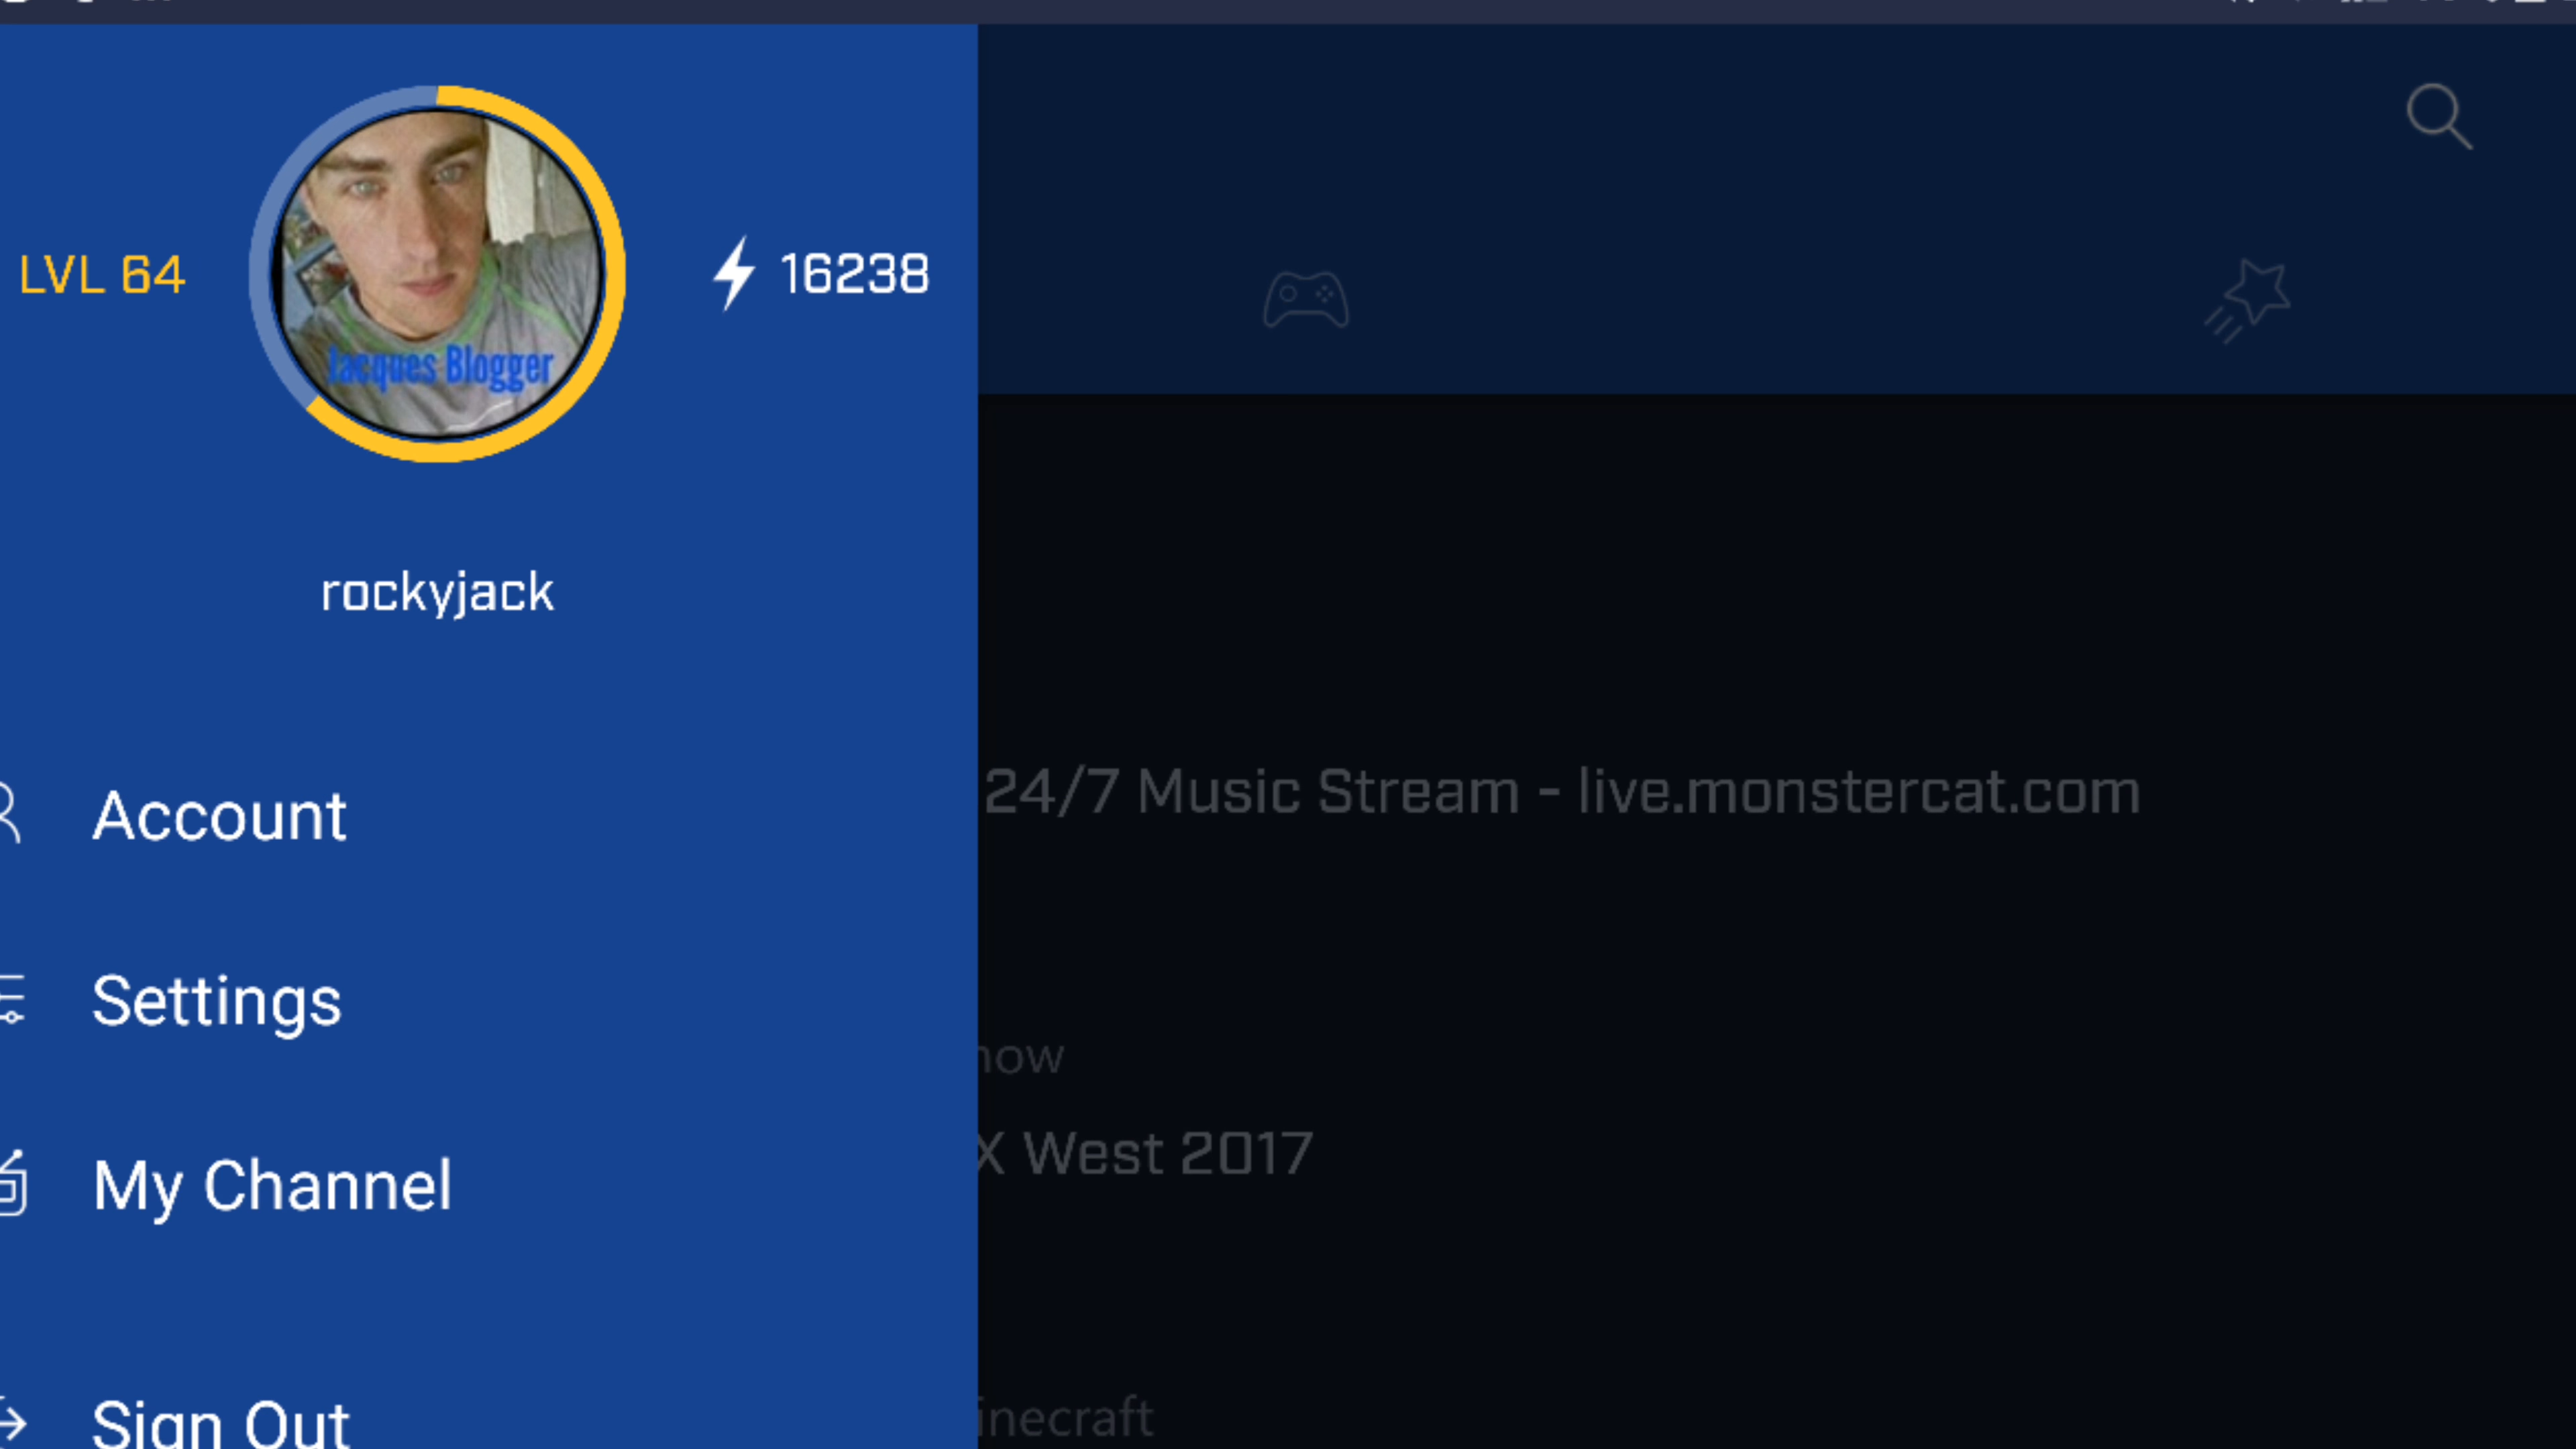 LVL 64
16238
Jacques Blogger
rockyjack
Account
Settings
My Channel
Sign Out
24/7 Music Stream - live.monstercat.com
now
X West 2017
inecraft